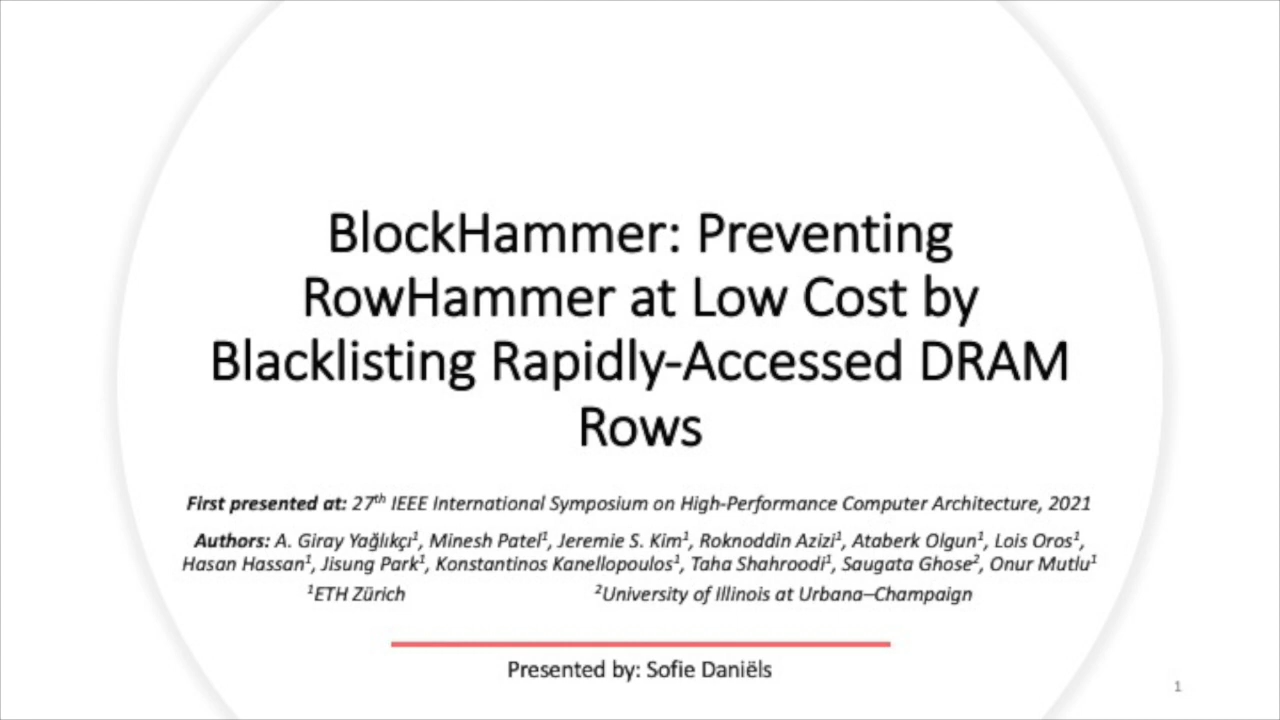 BlockHammer: Preventing
RowHammer at Low Cost by
Blacklisting Rapidly-Accessed DRAM
Rows
First presented at: 27th IEEE International Symposium on High-Performance Computer Architecture, 2021
Authors: A. Giray Yağlıkçı1, Minesh Patel1, Jeremie S. Kim1, Roknoddin Azizi1, Ataberk Olgun1, Lois Oros1,
Hasan Hassan1, Jisung Park1, Konstantinos Kanellopoulos1, Taha Shahroodi1, Saugata Ghose2, Onur Mutlu1
1ETH Zürich 2University of Illinois at Urbana–Champaign
Presented by: Sofie Daniëls
1